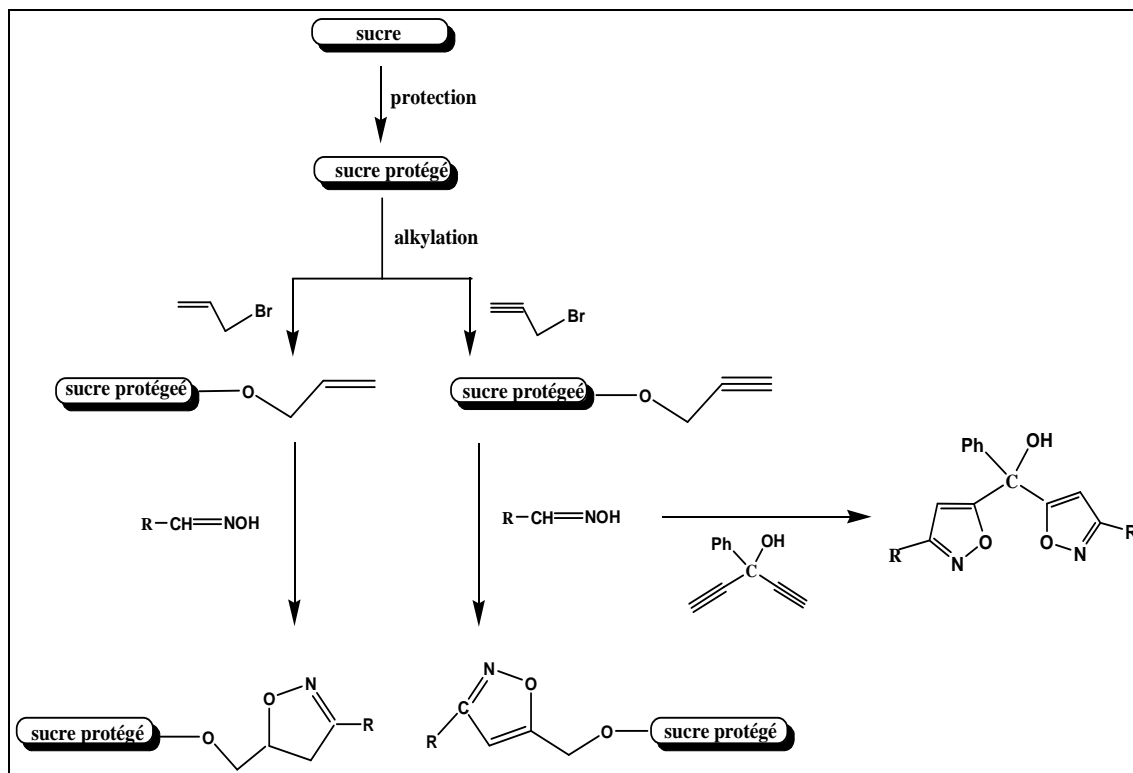 sucre
protection
sucre protégé
alkylation
Br
Br
sucre protégeé
O
sucre protégeé
O
Ph
OH
C
R
N
O
O
N
R
R
CH
NOH
R
CH
NOH
Ph
OH
C
O
N
R
sucre protégé
O
N
O
C
R
O
sucre protégé